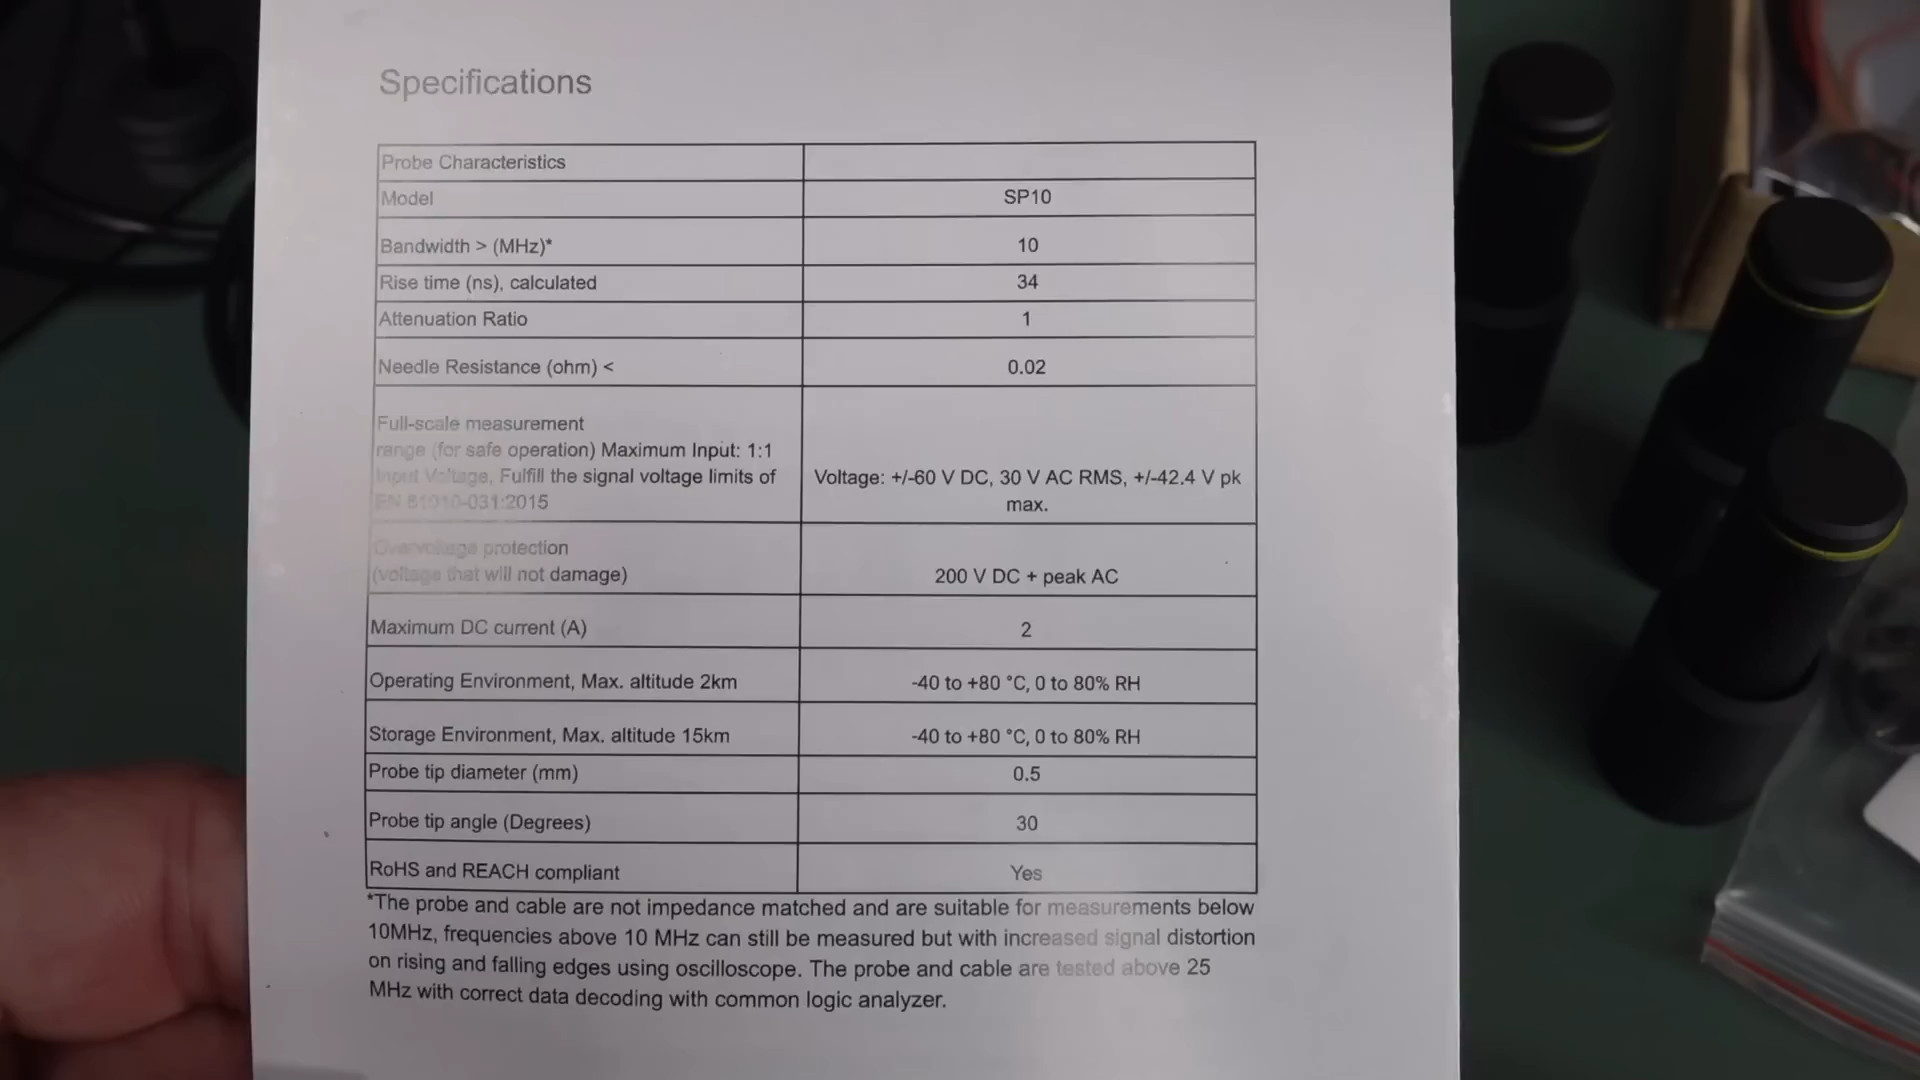 Specifications
Probe Characteristics
Model SP10
Bandwidth > (MHz)* 10
Rise time (ns), calculated 34
Attenuation Ratio 1
Needle Resistance (ohm) < 0.02
Full-scale measurement
range (for safe operation) Maximum Input: 1:1
Input Voltage, Fulfill the signal voltage limits of
EN 61010-031:2015
Voltage: +/-60 V DC, 30 V AC RMS, +/-42.4 V pk
max.
Overvoltage protection
(voltage that will not damage) 200 V DC + peak AC
Maximum DC current (A) 2
Operating Environment, Max. altitude 2km -40 to +80 °C, 0 to 80% RH
Storage Environment, Max. altitude 15km -40 to +80 °C, 0 to 80% RH
Probe tip diameter (mm) 0.5
Probe tip angle (Degrees) 30
RoHS and REACH compliant Yes
*The probe and cable are not impedance matched and are suitable for measurements below
10MHz, frequencies above 10 MHz can still be measured but with increased signal distortion
on rising and falling edges using oscilloscope. The probe and cable are tested above 25
MHz with correct data decoding with common logic analyzer.